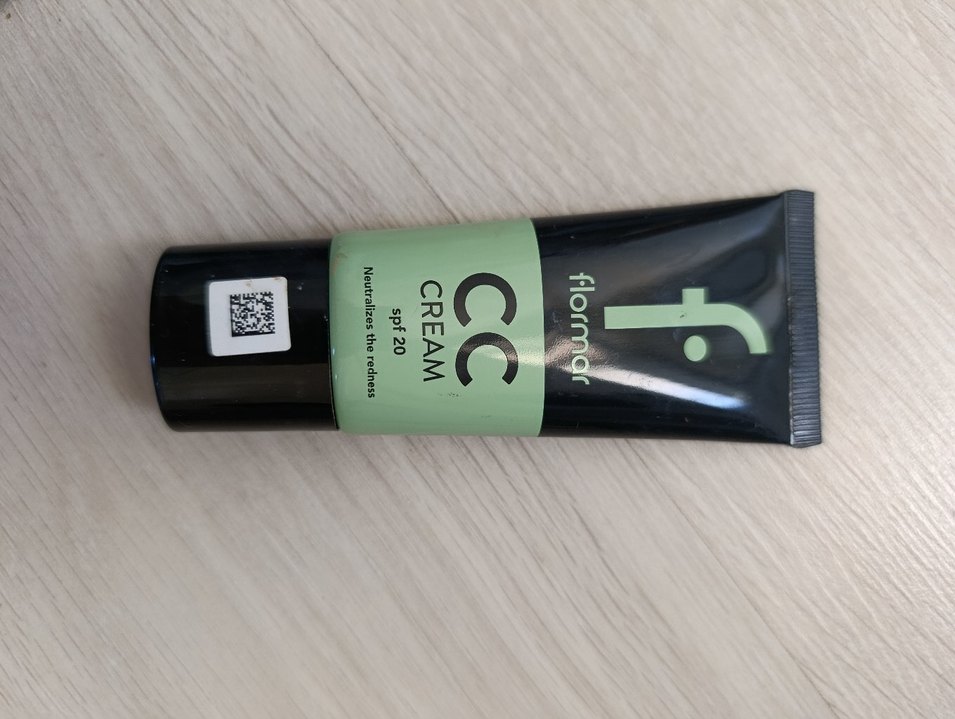 f
flormar
CC
CREAM
spf 20
Neutralizes the redness